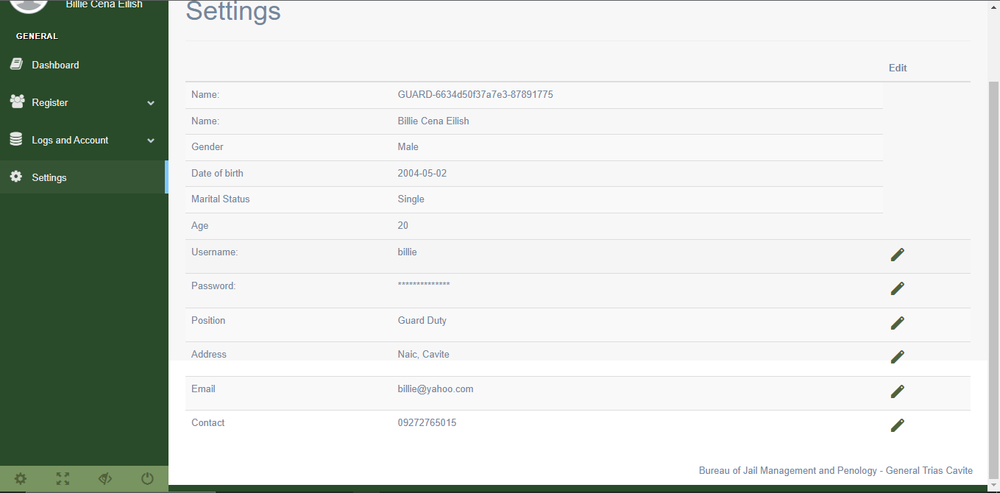 Billie Cena Eilish
Settings
GENERAL
Dashboard
Register
Logs and Account
Settings
Edit
Name: GUARD-6634d50f37a7e3-87891775
Name: Billie Cena Eilish
Gender Male
Date of birth 2004-05-02
Marital Status Single
Age 20
Username: billie
Password: **************
Position Guard Duty
Address Naic, Cavite
Email billie@yahoo.com
Contact 09272765015
Bureau of Jail Management and Penology - General Trias Cavite